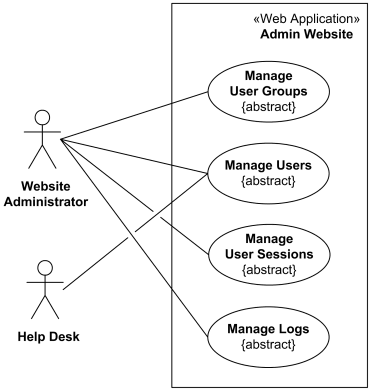 «Web Application»
Admin Website
Manage
User Groups
{abstract}
Manage Users
{abstract}
Website
Administrator
Manage
User Sessions
{abstract}
Help Desk
Manage Logs
{abstract}